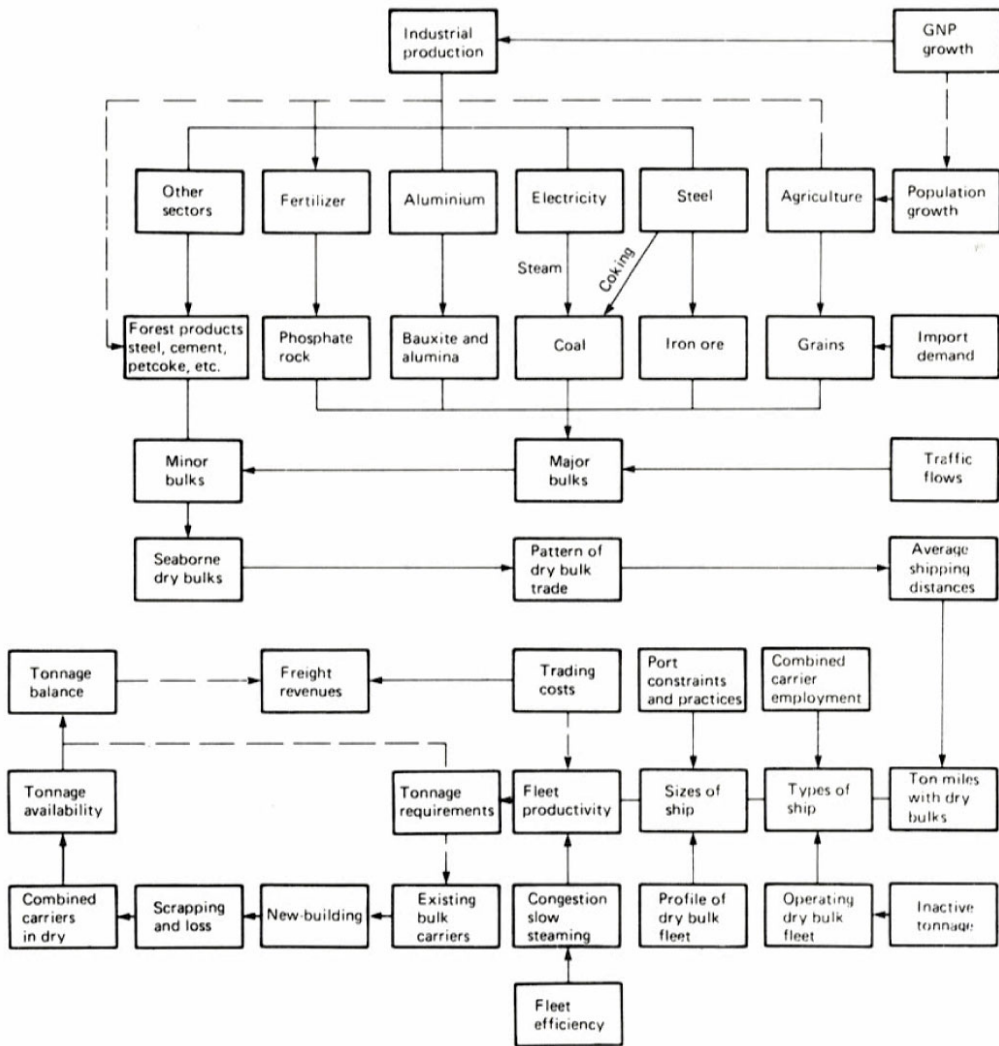 Industrial
production
GNP
growth
Other
sectors
Fertilizer
Aluminium
Electricity
Steel
Agriculture
Population
growth
Steam
Coking
Forest products
steel, cement,
petcoke, etc.
Phosphate
rock
Bauxite and
alumina
Coal
Iron ore
Grains
Import
demand
Minor
bulks
Major
bulks
Traffic
flows
Seaborne
dry bulks
Pattern of
dry bulk
trade
Average
shipping
distances
Tonnage
balance
Freight
revenues
Trading
costs
Port
constraints
and practices
Combined
carrier
employment
Tonnage
availability
Tonnage
requirements
Fleet
productivity
Sizes of
ship
Types of
ship
Ton miles
with dry
bulks
Combined
carriers
in dry
Scrapping
and loss
New-building
Existing
bulk
carriers
Congestion
slow
steaming
Profile of
dry bulk
fleet
Operating
dry bulk
fleet
Inactive
tonnage
Fleet
efficiency